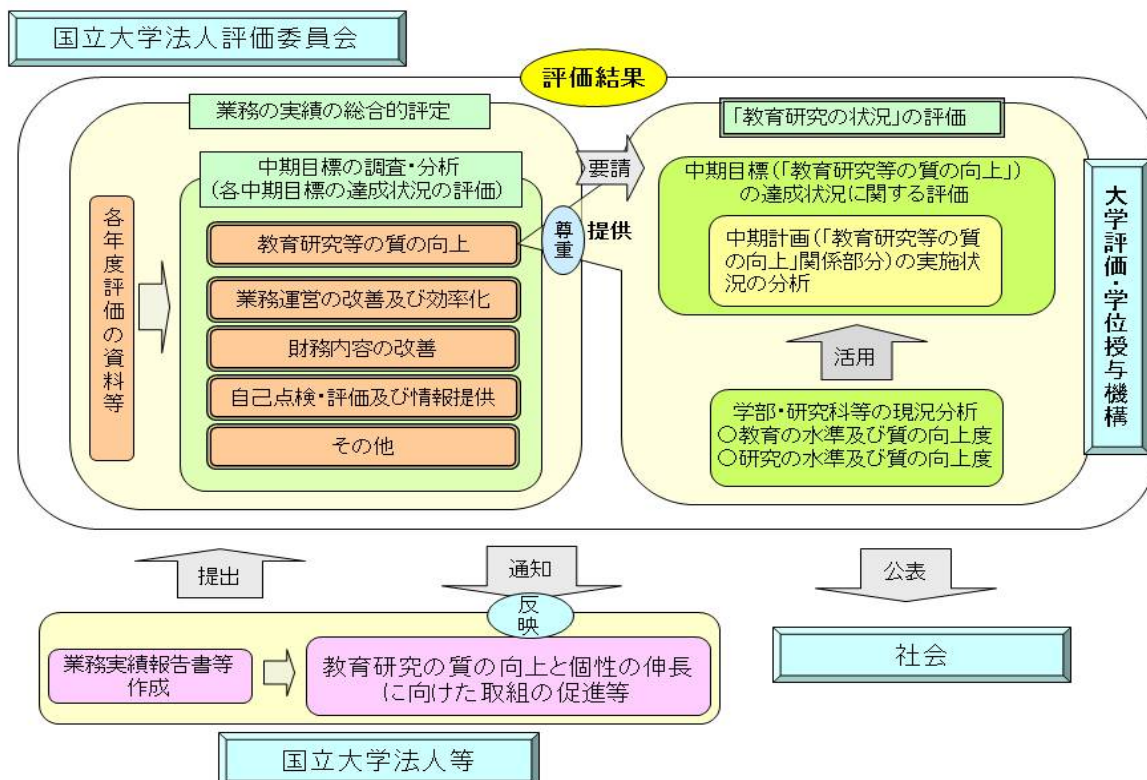 国立大学法人評価委員会
評価結果
業務の実績の総合的評定
中期目標の調査・分析
(各中期目標の達成状況の評価)
各年度評価の資料等
教育研究等の質の向上
業務運営の改善及び効率化
財務内容の改善
自己点検・評価及び情報提供
その他
要請
尊重
提供
「教育研究の状況」の評価
中期目標(「教育研究等の質の向上」)
の達成状況に関する評価
中期計画(「教育研究等の質
の向上」関係部分)の実施状
況の分析
活用
学部・研究科等の現況分析
○教育の水準及び質の向上度
○研究の水準及び質の向上度
大学評価・学位授与機構
提出
通知
公表
反映
業務実績報告書等
作成
教育研究の質の向上と個性の伸長
に向けた取組の促進等
社会
国立大学法人等